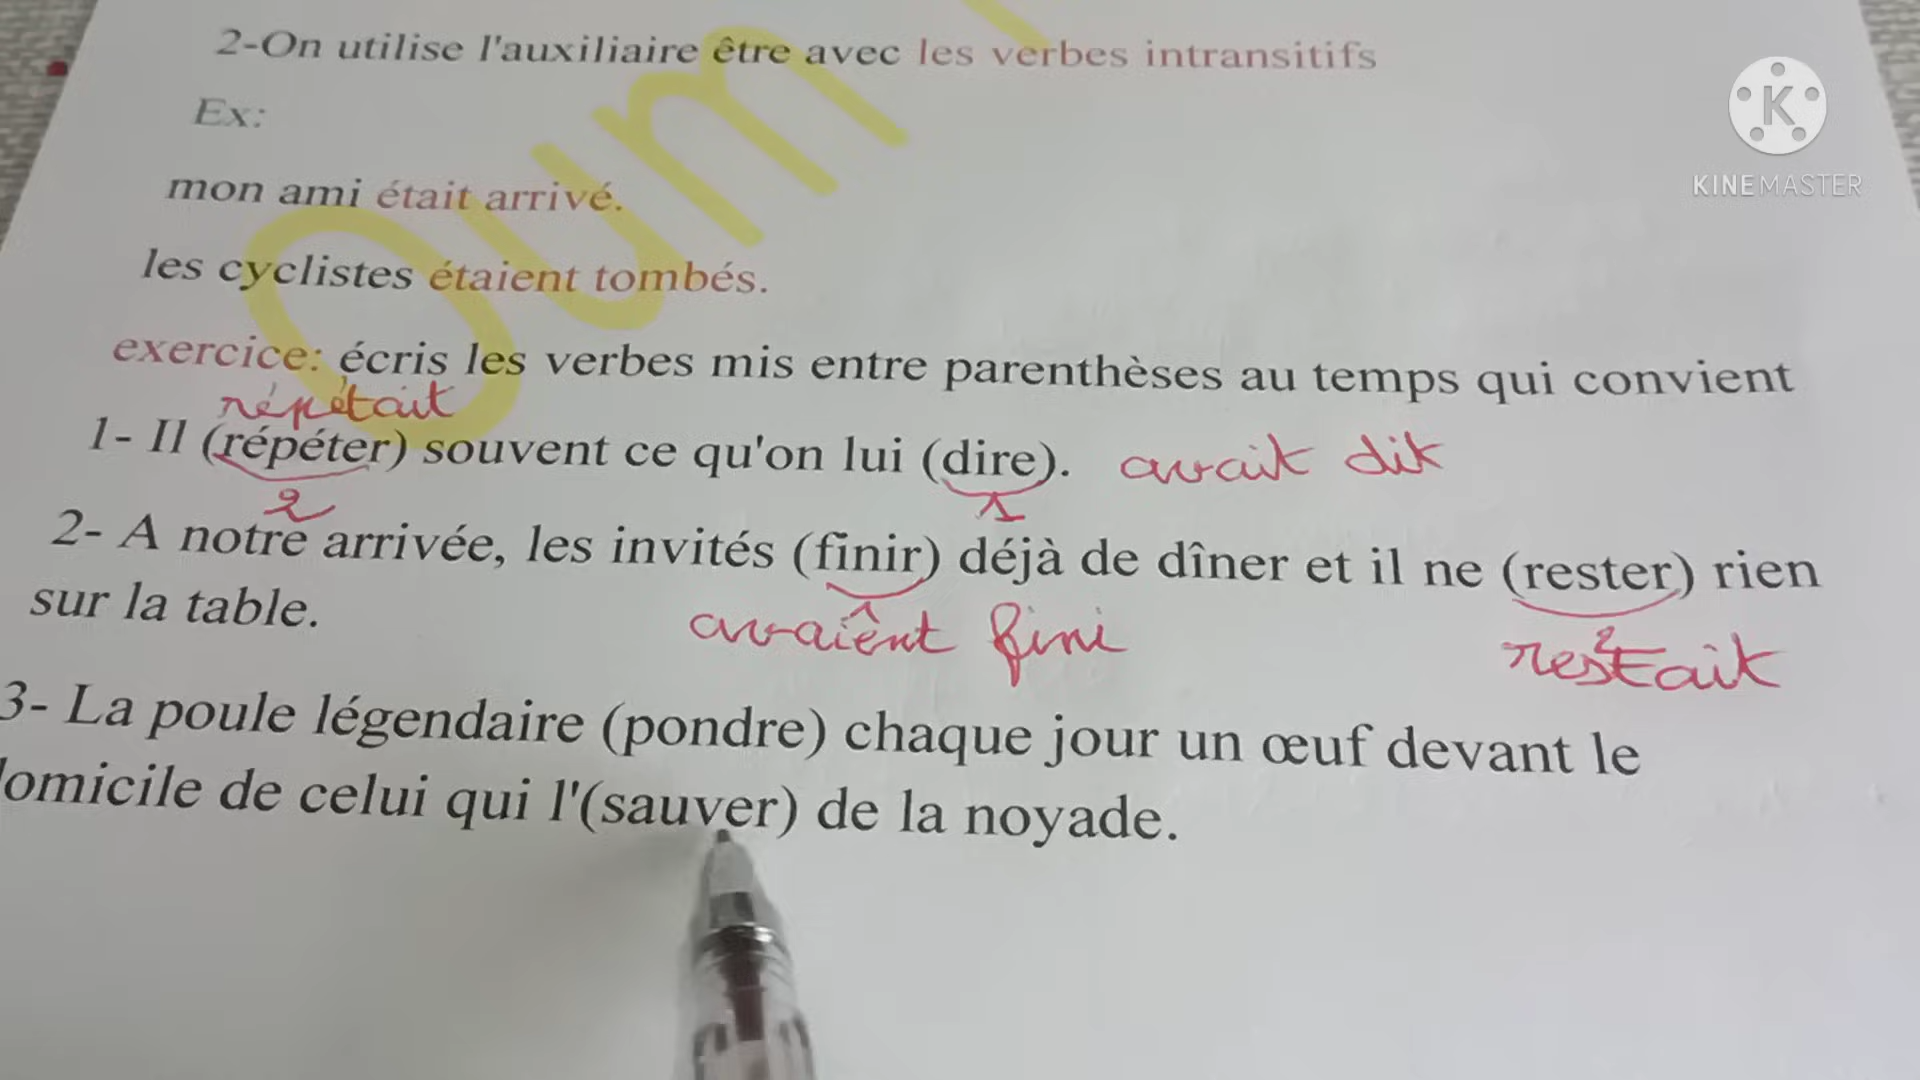 2-On utilise l'auxiliaire être avec les verbes intransitifs
Ex:
mon ami était arrivé.
les cyclistes étaient tombés.
exercice: écris les verbes mis entre parenthèses au temps qui convient
répétait
1- Il (répéter) souvent ce qu'on lui (dire). avait dit
2 1
2- A notre arrivée, les invités (finir) déjà de dîner et il ne (rester) rien
sur la table.
1 2
avaient fini restait
3- La poule légendaire (pondre) chaque jour un œuf devant le
domicile de celui qui l'(sauver) de la noyade.
Oum
K
KINEMASTER